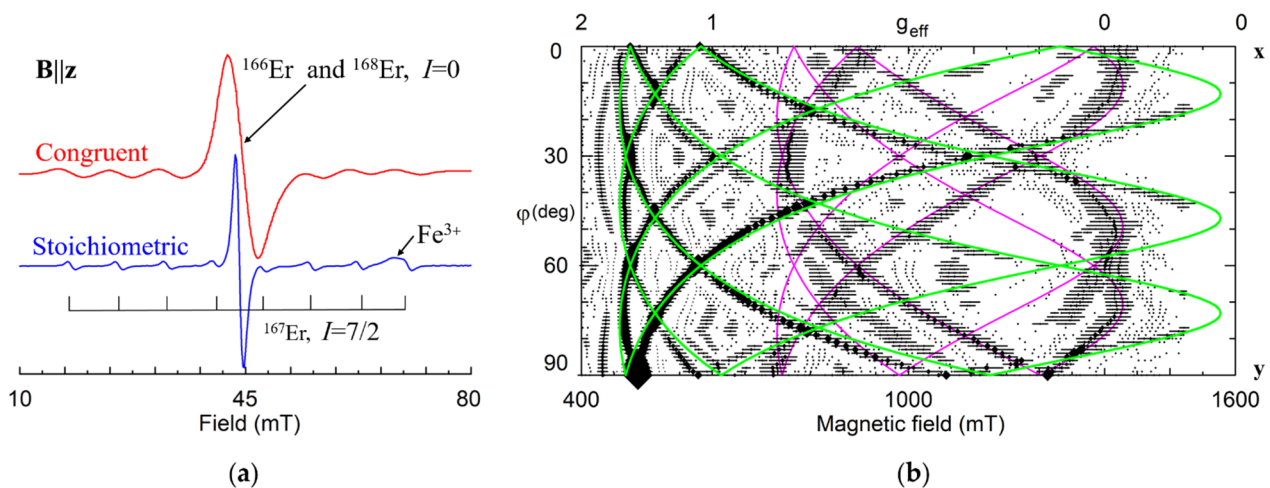 B||z
¹⁶⁶Er and ¹⁶⁸Er, I=0
Congruent
Stoichiometric
Fe³⁺
¹⁶⁷Er, I=7/2
10 45 80
Field (mT)
(a)
2 1 g_eff 0 0
0 x
30
φ(deg)
60
90 y
400 1000 1600
Magnetic field (mT)
(b)